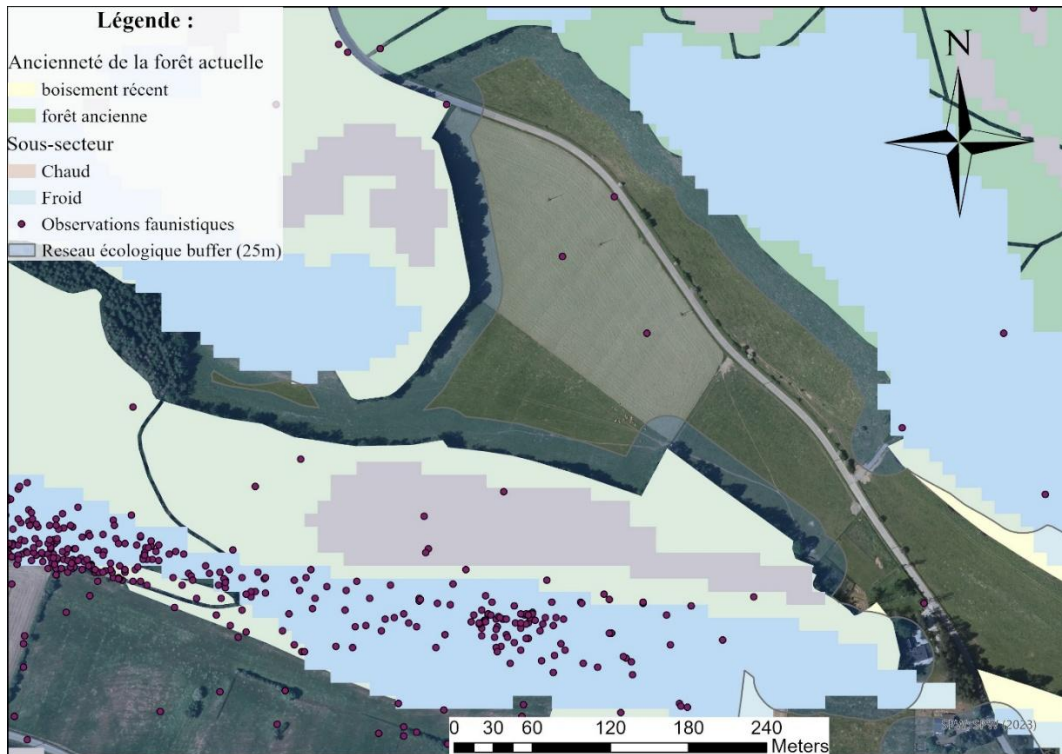 Légende :
Ancienneté de la forêt actuelle
boisement récent
forêt ancienne
Sous-secteur
Chaud
Froid
Observations faunistiques
Reseau écologique buffer (25m)
N
0 30 60 120 180 240
Meters
(2023)